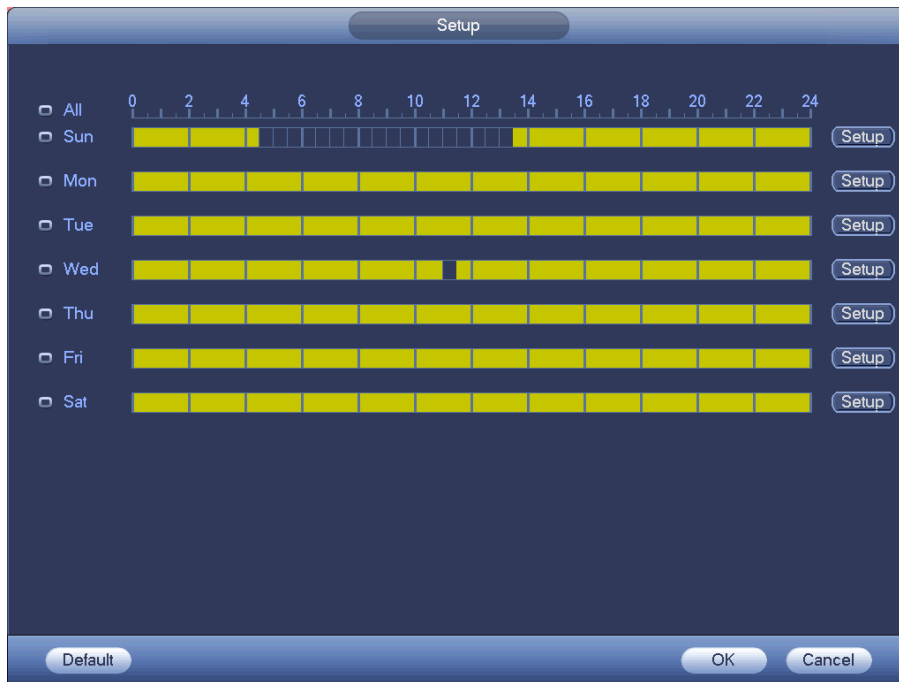 Setup
All 0 2 4 6 8 10 12 14 16 18 20 22 24
Sun Setup
Mon Setup
Tue Setup
Wed Setup
Thu Setup
Fri Setup
Sat Setup
Default OK Cancel